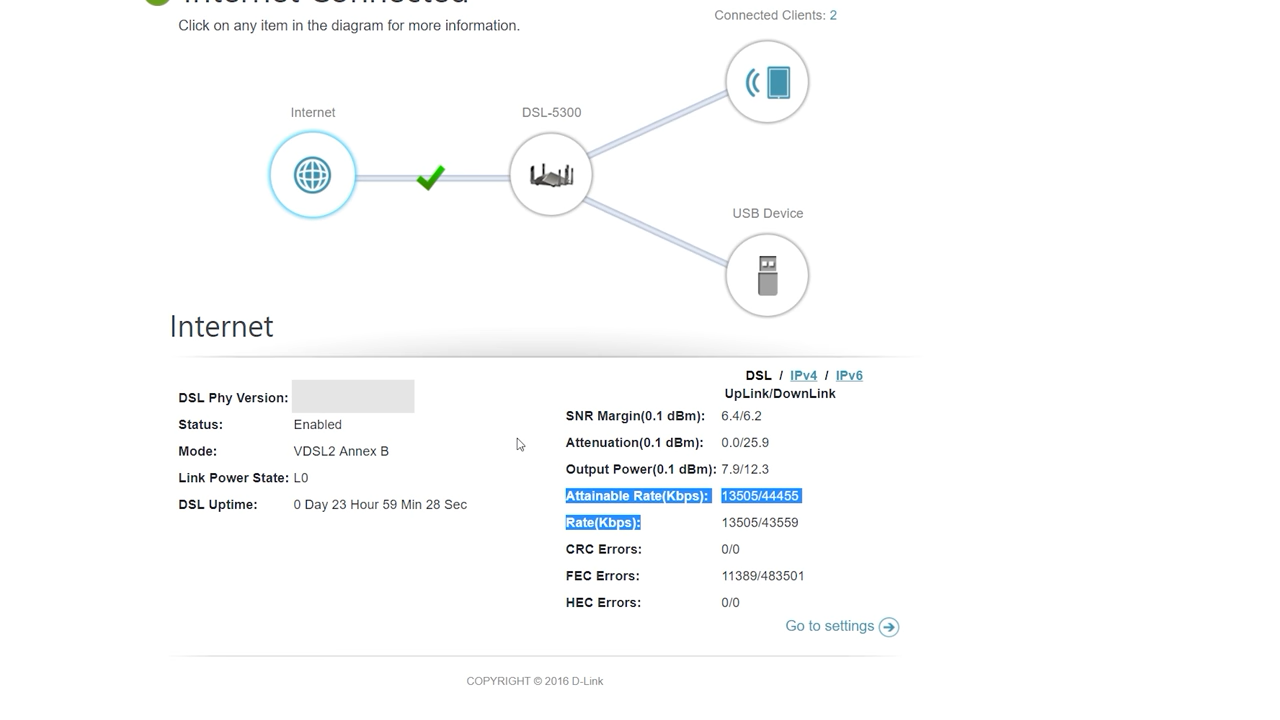 Internet Connected
Click on any item in the diagram for more information.
Connected Clients: 2
Internet
DSL-5300
USB Device
Internet
DSL / IPv4 / IPv6
UpLink/DownLink
DSL Phy Version:
Status: Enabled
Mode: VDSL2 Annex B
Link Power State: L0
DSL Uptime: 0 Day 23 Hour 59 Min 28 Sec
SNR Margin(0.1 dBm): 6.4/6.2
Attenuation(0.1 dBm): 0.0/25.9
Output Power(0.1 dBm): 7.9/12.3
Attainable Rate(Kbps): 13505/44455
Rate(Kbps): 13505/43559
CRC Errors: 0/0
FEC Errors: 11389/483501
HEC Errors: 0/0
Go to settings
COPYRIGHT © 2016 D-Link